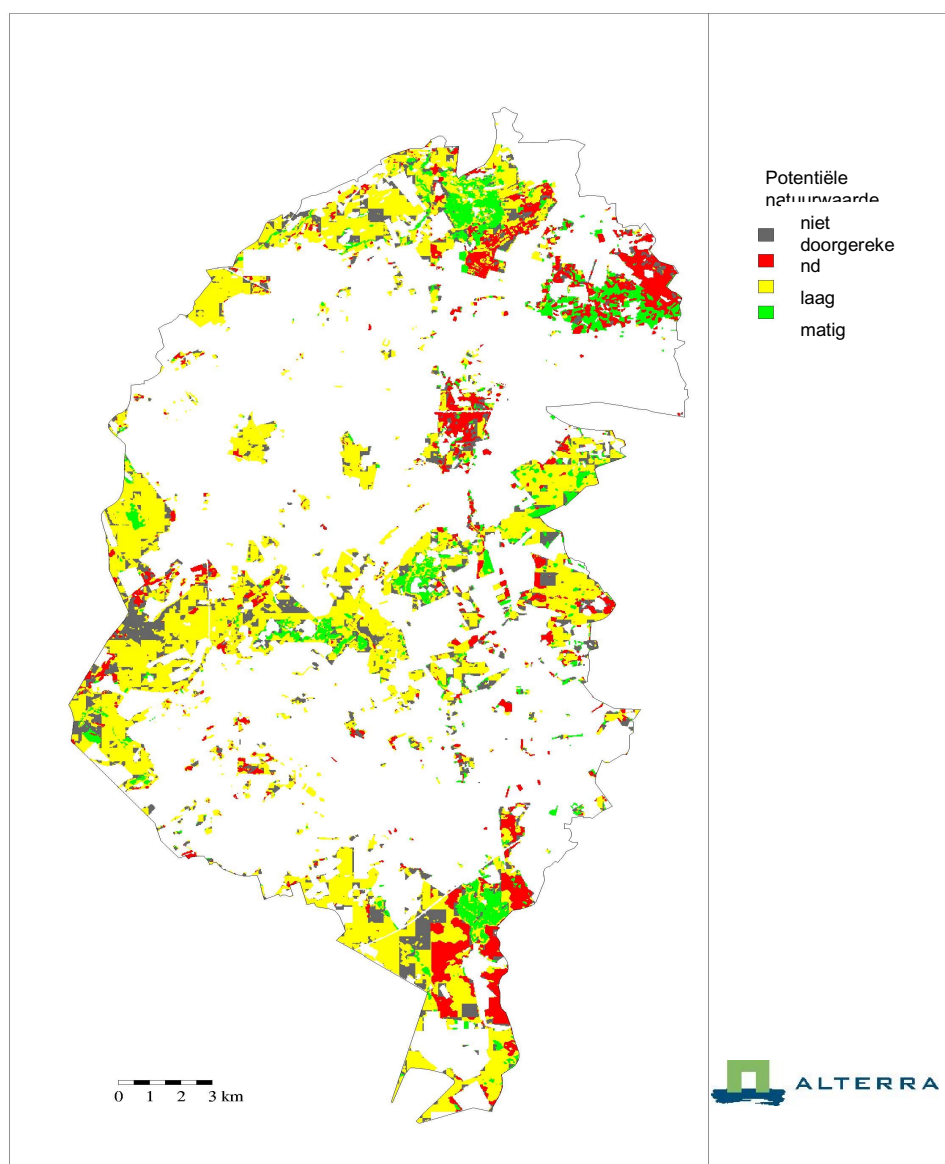 Potentiële
natuurwaarde
niet
doorgereke
nd
laag
matig
0 1 2 3 km
ALTERRA